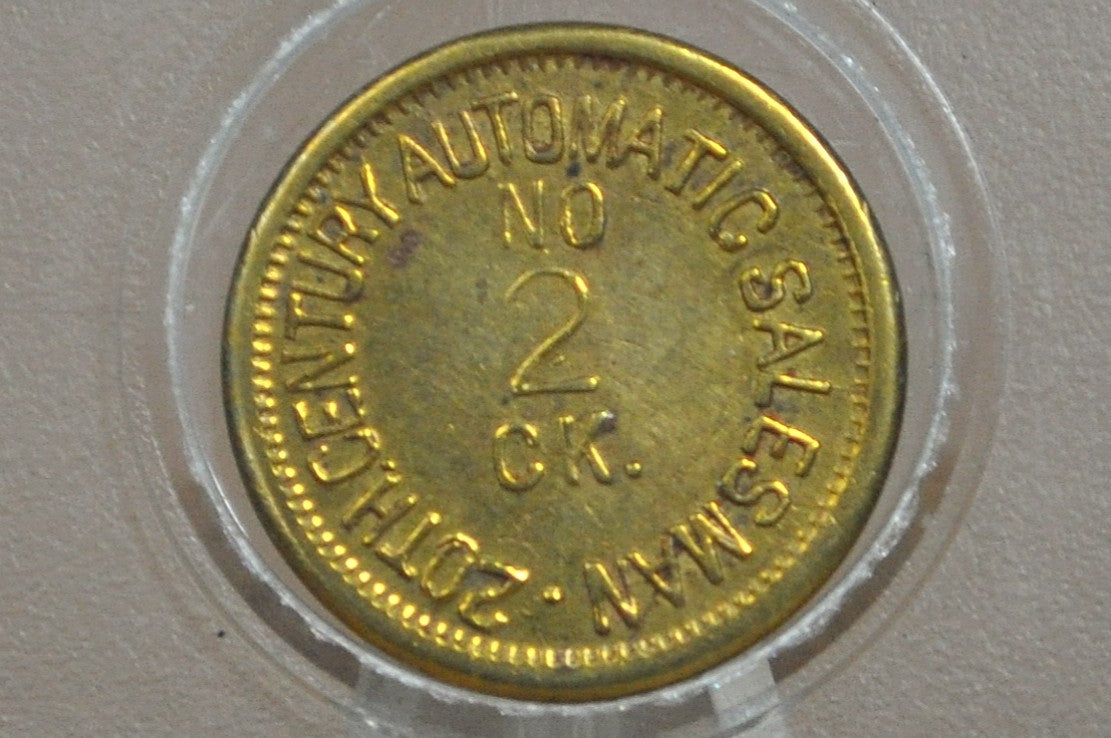 20TH.CENTURY AUTOMATIC SALESMAN.
NO
2
CK.